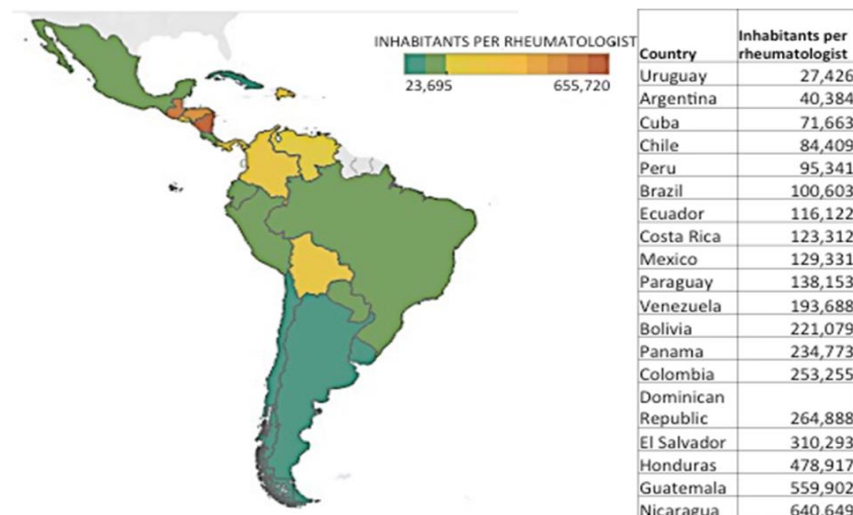 INHABITANTS PER RHEUMATOLOGIST
23,695 655,720
Country Inhabitants per rheumatologist
Uruguay 27,426
Argentina 40,384
Cuba 71,663
Chile 84,409
Peru 95,341
Brazil 100,603
Ecuador 116,122
Costa Rica 123,312
Mexico 129,331
Paraguay 138,153
Venezuela 193,688
Bolivia 221,079
Panama 234,773
Colombia 253,255
Dominican
Republic 264,888
El Salvador 310,293
Honduras 478,917
Guatemala 559,902
Nicaragua 640,649